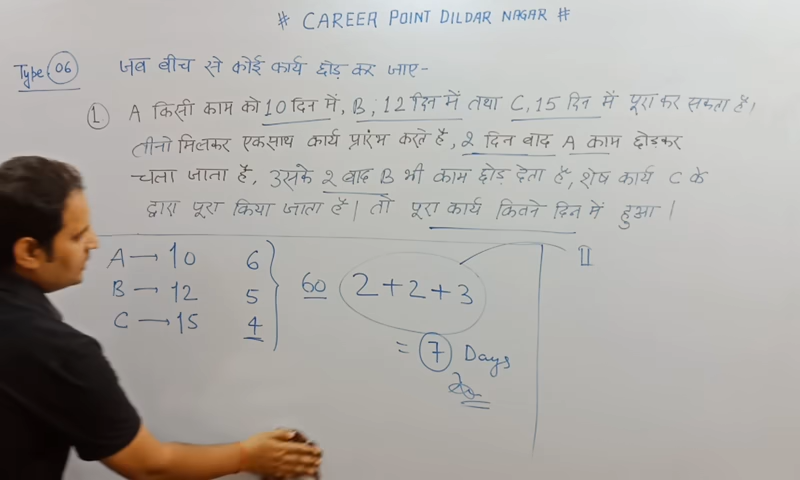 # CAREER POINT DILDAR NAGAR #
Type: 06 जब बीच से कोई कार्य छोड़ कर जाए-
① A किसी काम को 10 दिन में, B, 12 दिन में तथा C, 15 दिन में पूरा कर सकता है।
तीनो मिलकर एकसाथ कार्य प्रारंभ करते है, 2 दिन बाद A काम छोड़कर
चला जाता है, उसके 2 बाद B भी काम छोड़ देता है, शेष कार्य C के
द्वारा पूरा किया जाता है। तो पूरा कार्य कितने दिन में हुआ।
A → 10 6
B → 12 5
C → 15 4
60 2+2+3
= 7 Days
II